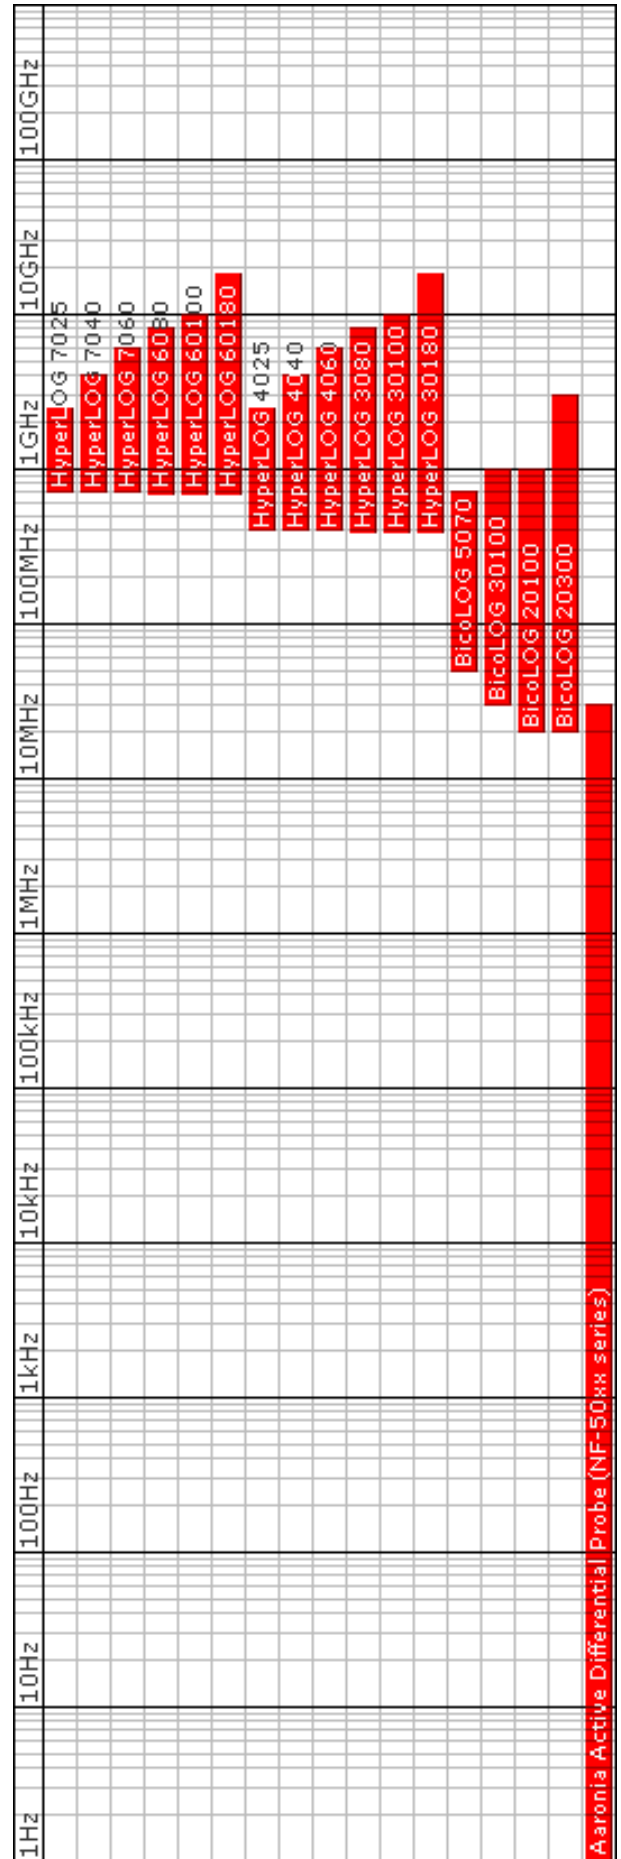 100GHz
10GHz
1GHz
100MHz
10MHz
1MHz
100kHz
10kHz
1kHz
100Hz
10Hz
1Hz
HyperLOG 7025
HyperLOG 7040
HyperLOG 7060
HyperLOG 6080
HyperLOG 60100
HyperLOG 60180
HyperLOG 4025
HyperLOG 4040
HyperLOG 4060
HyperLOG 3080
HyperLOG 30100
HyperLOG 30180
BicoLOG 5070
BicoLOG 30100
BicoLOG 20100
BicoLOG 20300
Aaronia Active Differential Probe (NF-50xx series)